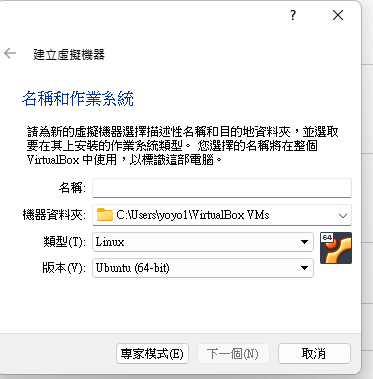 ?
建立虛擬機器
名稱和作業系統
請為新的虛擬機器選擇描述性名稱和目的地資料夾，並選取
要在其上安裝的作業系統類型。 您選擇的名稱將在整個
VirtualBox 中使用，以標識這部電腦。
名稱:
機器資料夾: C:\Users\yoyo1\VirtualBox VMs
類型(T): Linux
64
版本(V): Ubuntu (64-bit)
專家模式(E) 下一個(N) 取消